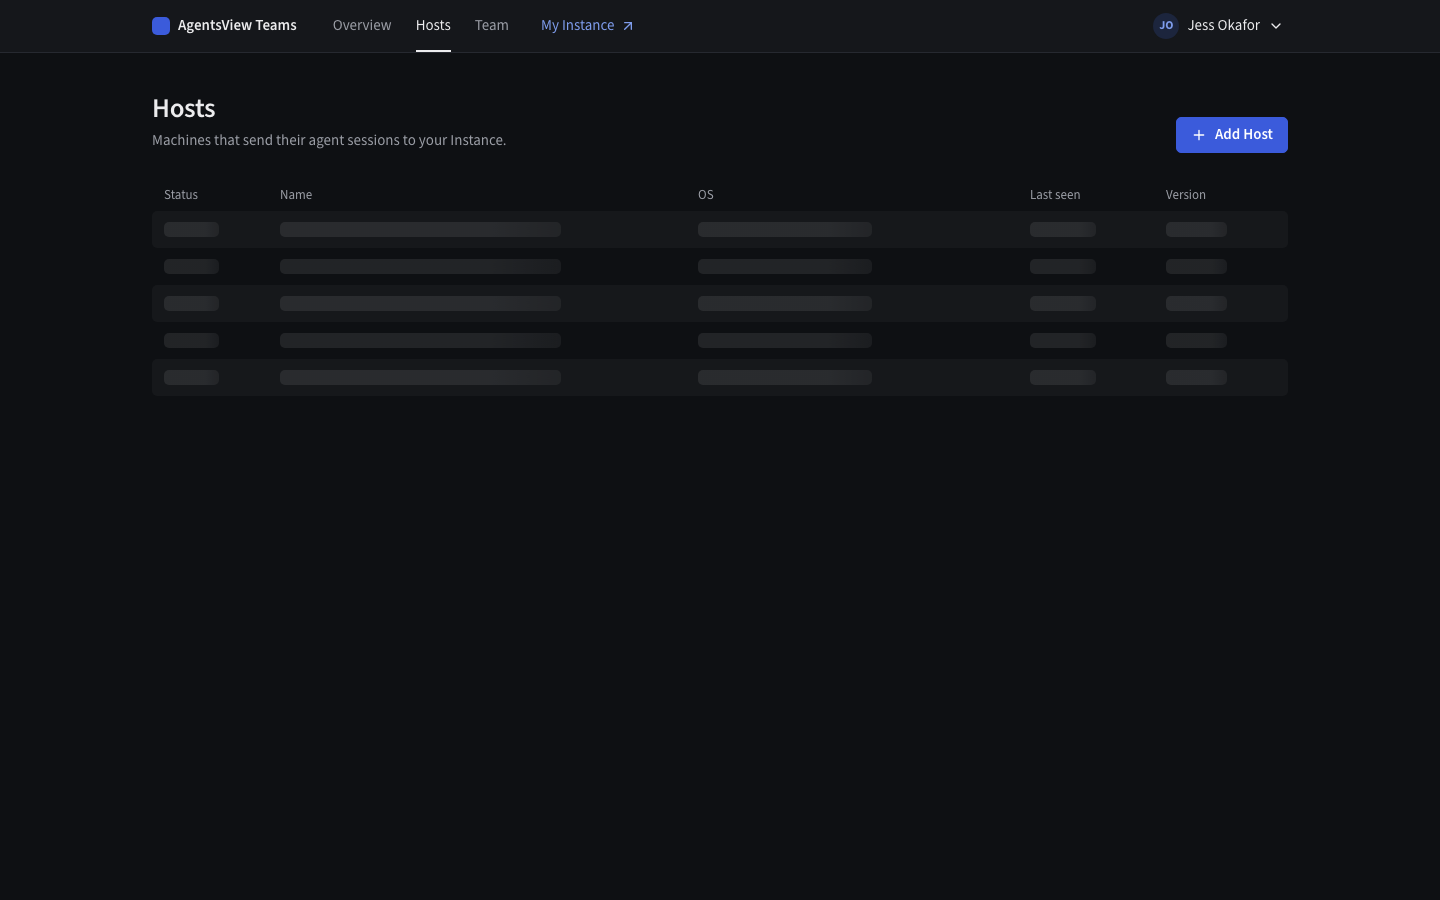 AgentsView Teams
Overview
Hosts
Team
My Instance
JO
Jess Okafor
Hosts
Machines that send their agent sessions to your Instance.
Add Host
Status
Name
OS
Last seen
Version